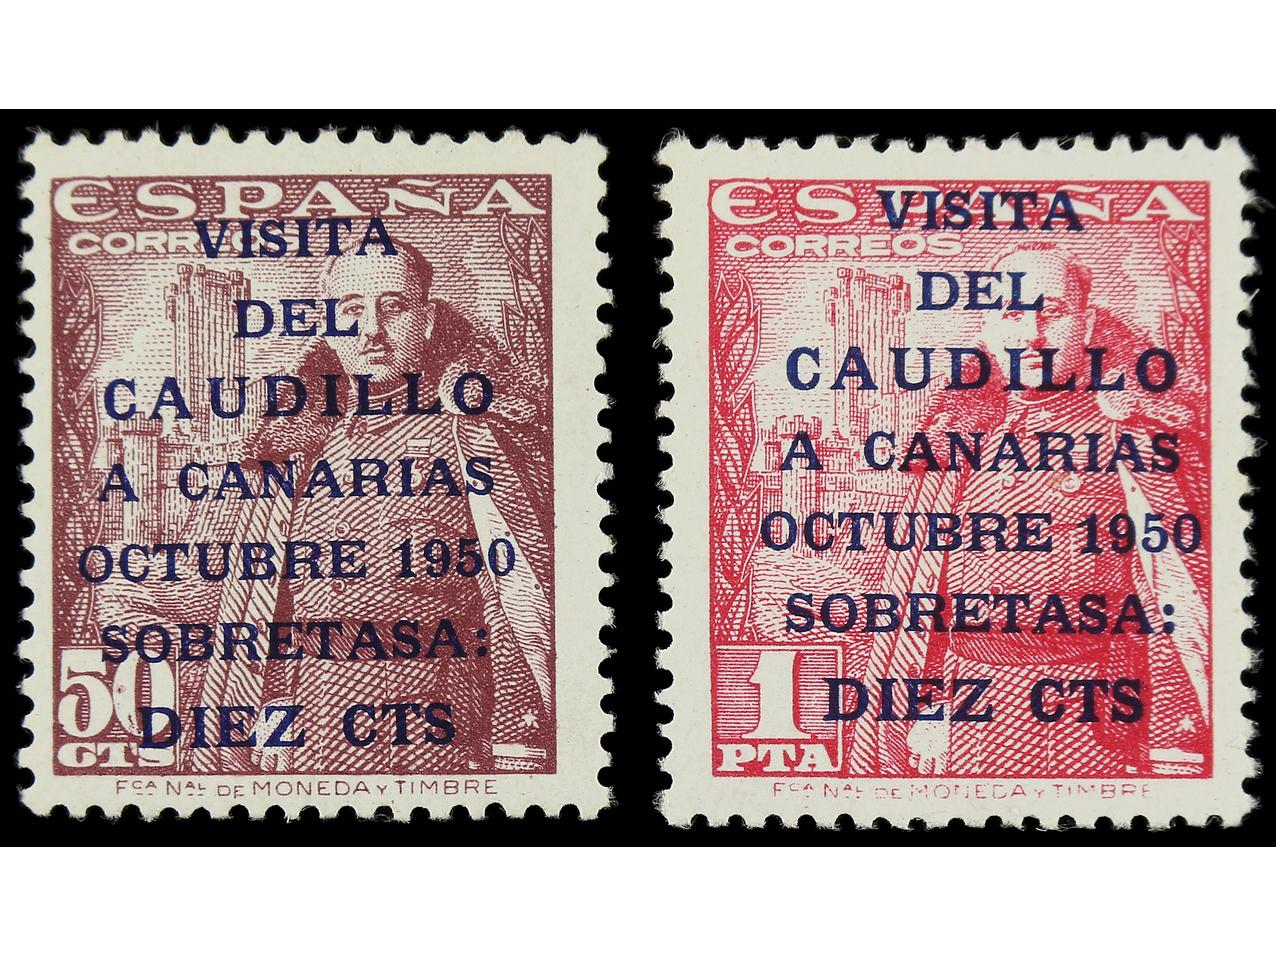 ESPAÑA
CORREOS
VISITA
DEL
CAUDILLO
A CANARIAS
OCTUBRE 1950
SOBRETASA:
DIEZ CTS
50
CTS
FCA NAL DE MONEDA Y TIMBRE
ESPAÑA
CORREOS
VISITA
DEL
CAUDILLO
A CANARIAS
OCTUBRE 1950
SOBRETASA:
DIEZ CTS
1
PTA
FCA NAL DE MONEDA Y TIMBRE